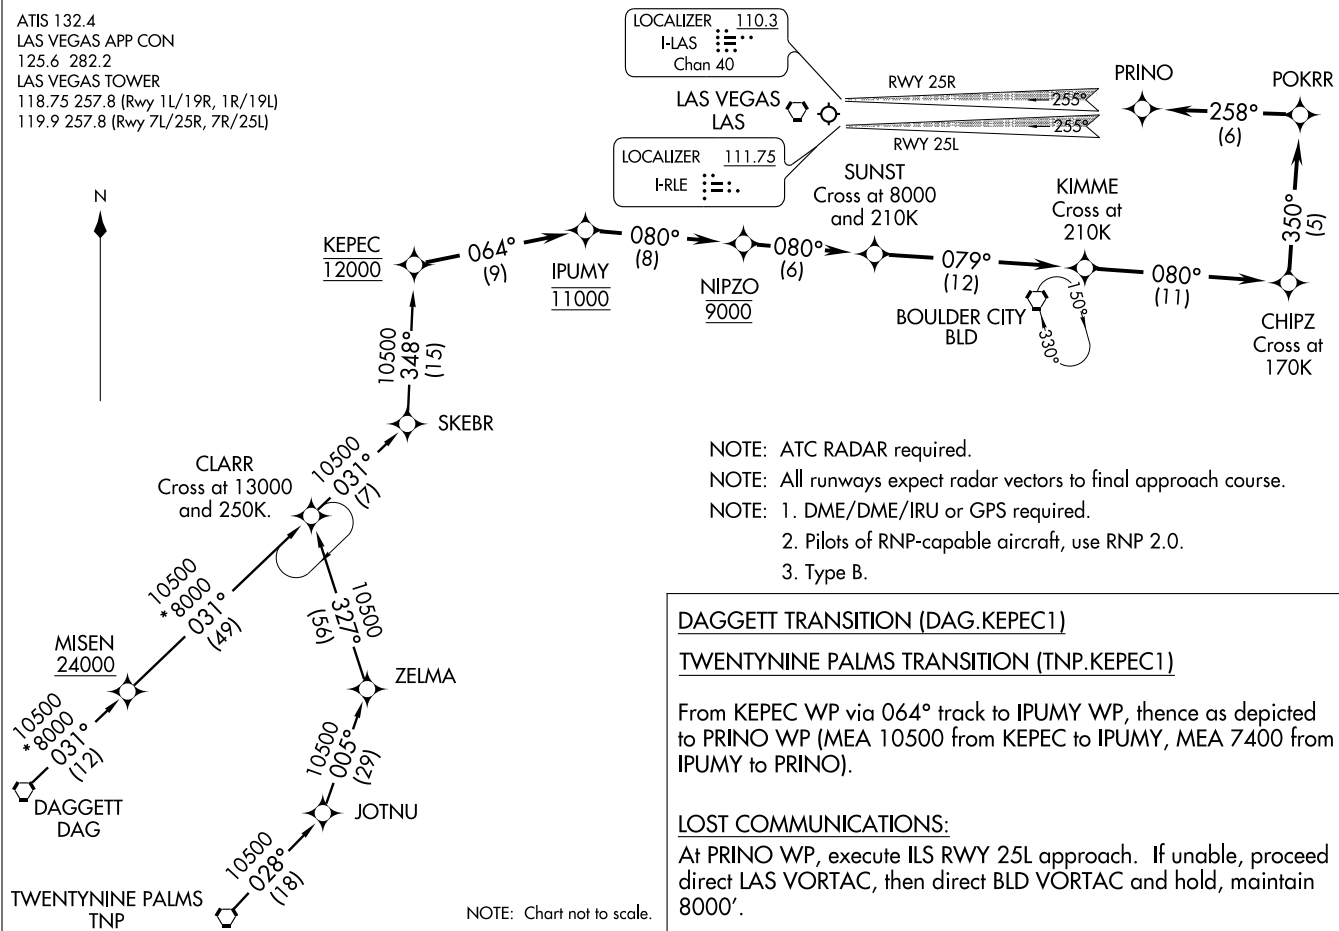 ATIS 132.4
LAS VEGAS APP CON
125.6 282.2
LAS VEGAS TOWER
118.75 257.8 (Rwy 1L/19R, 1R/19L)
119.9 257.8 (Rwy 7L/25R, 7R/25L)
LOCALIZER 110.3
I-LAS
Chan 40
LAS VEGAS
LAS
LOCALIZER 111.75
I-RLE
RWY 25R
255°
255°
RWY 25L
PRINO
258°
(6)
POKRR
350°
(5)
N
KEPEC
12000
064°
(9)
IPUMY
11000
080°
(8)
NIPZO
9000
080°
(6)
SUNST
Cross at 8000
and 210K
079°
(12)
KIMME
Cross at
210K
080°
(11)
CHIPZ
Cross at
170K
BOULDER CITY
BLD
150°
330°
10500
348°
(15)
SKEBR
10500
031°
(7)
CLARR
Cross at 13000
and 250K.
10500
*8000
031°
(49)
10500
327°
(56)
MISEN
24000
ZELMA
10500
*8000
031°
(12)
DAGGETT
DAG
10500
005°
(29)
JOTNU
10500
028°
(18)
TWENTYNINE PALMS
TNP
NOTE: Chart not to scale.
NOTE: ATC RADAR required.
NOTE: All runways expect radar vectors to final approach course.
NOTE: 1. DME/DME/IRU or GPS required.
2. Pilots of RNP-capable aircraft, use RNP 2.0.
3. Type B.
DAGGETT TRANSITION (DAG.KEPEC1)
TWENTYNINE PALMS TRANSITION (TNP.KEPEC1)
From KEPEC WP via 064° track to IPUMY WP, thence as depicted
to PRINO WP (MEA 10500 from KEPEC to IPUMY, MEA 7400 from
IPUMY to PRINO).
LOST COMMUNICATIONS:
At PRINO WP, execute ILS RWY 25L approach. If unable, proceed
direct LAS VORTAC, then direct BLD VORTAC and hold, maintain
8000'.